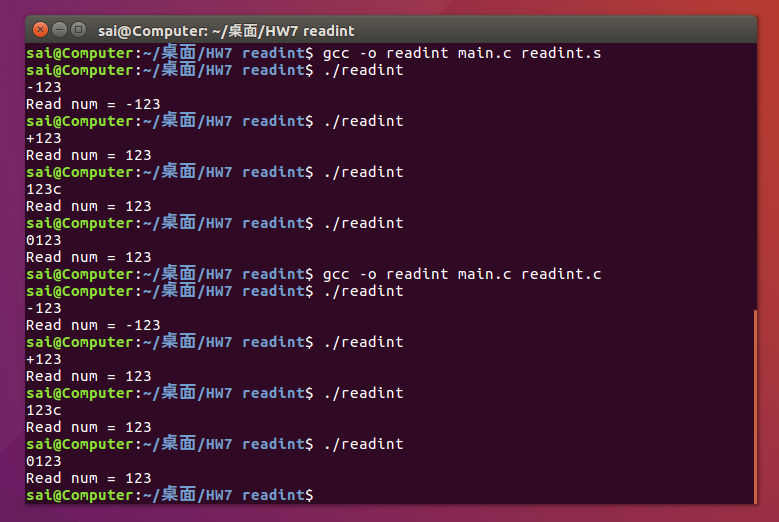 sai@Computer: ~/桌面/HW7 readint
sai@Computer:~/桌面/HW7 readint$ gcc -o readint main.c readint.s
sai@Computer:~/桌面/HW7 readint$ ./readint
-123
Read num = -123
sai@Computer:~/桌面/HW7 readint$ ./readint
+123
Read num = 123
sai@Computer:~/桌面/HW7 readint$ ./readint
123c
Read num = 123
sai@Computer:~/桌面/HW7 readint$ ./readint
0123
Read num = 123
sai@Computer:~/桌面/HW7 readint$ gcc -o readint main.c readint.c
sai@Computer:~/桌面/HW7 readint$ ./readint
-123
Read num = -123
sai@Computer:~/桌面/HW7 readint$ ./readint
+123
Read num = 123
sai@Computer:~/桌面/HW7 readint$ ./readint
123c
Read num = 123
sai@Computer:~/桌面/HW7 readint$ ./readint
0123
Read num = 123
sai@Computer:~/桌面/HW7 readint$